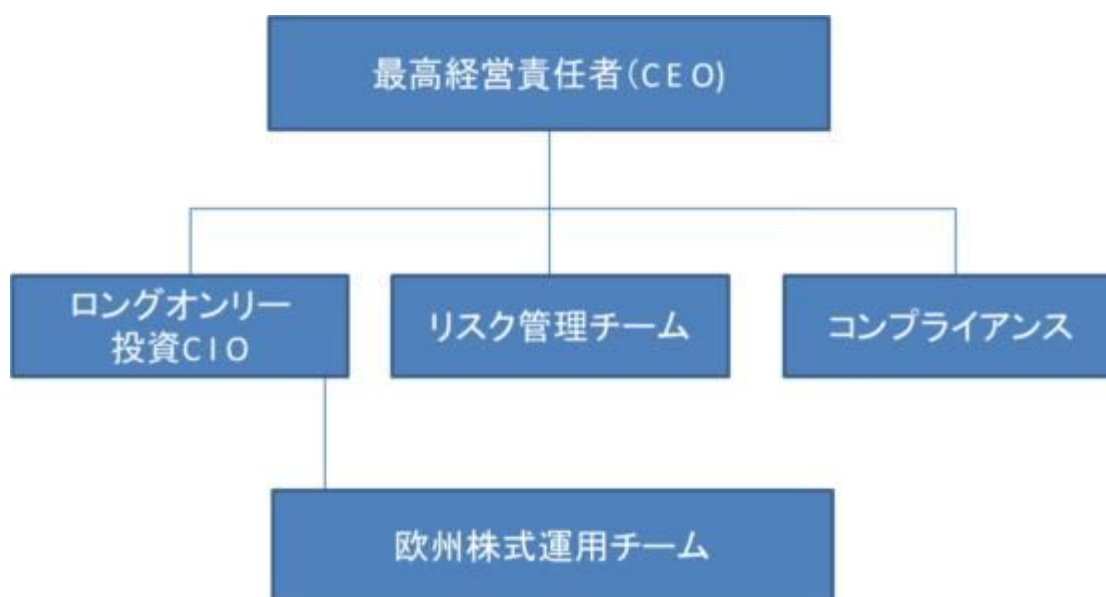 最高経営責任者(CEO)
ロングオンリー
投資CIO
リスク管理チーム
コンプライアンス
欧州株式運用チーム